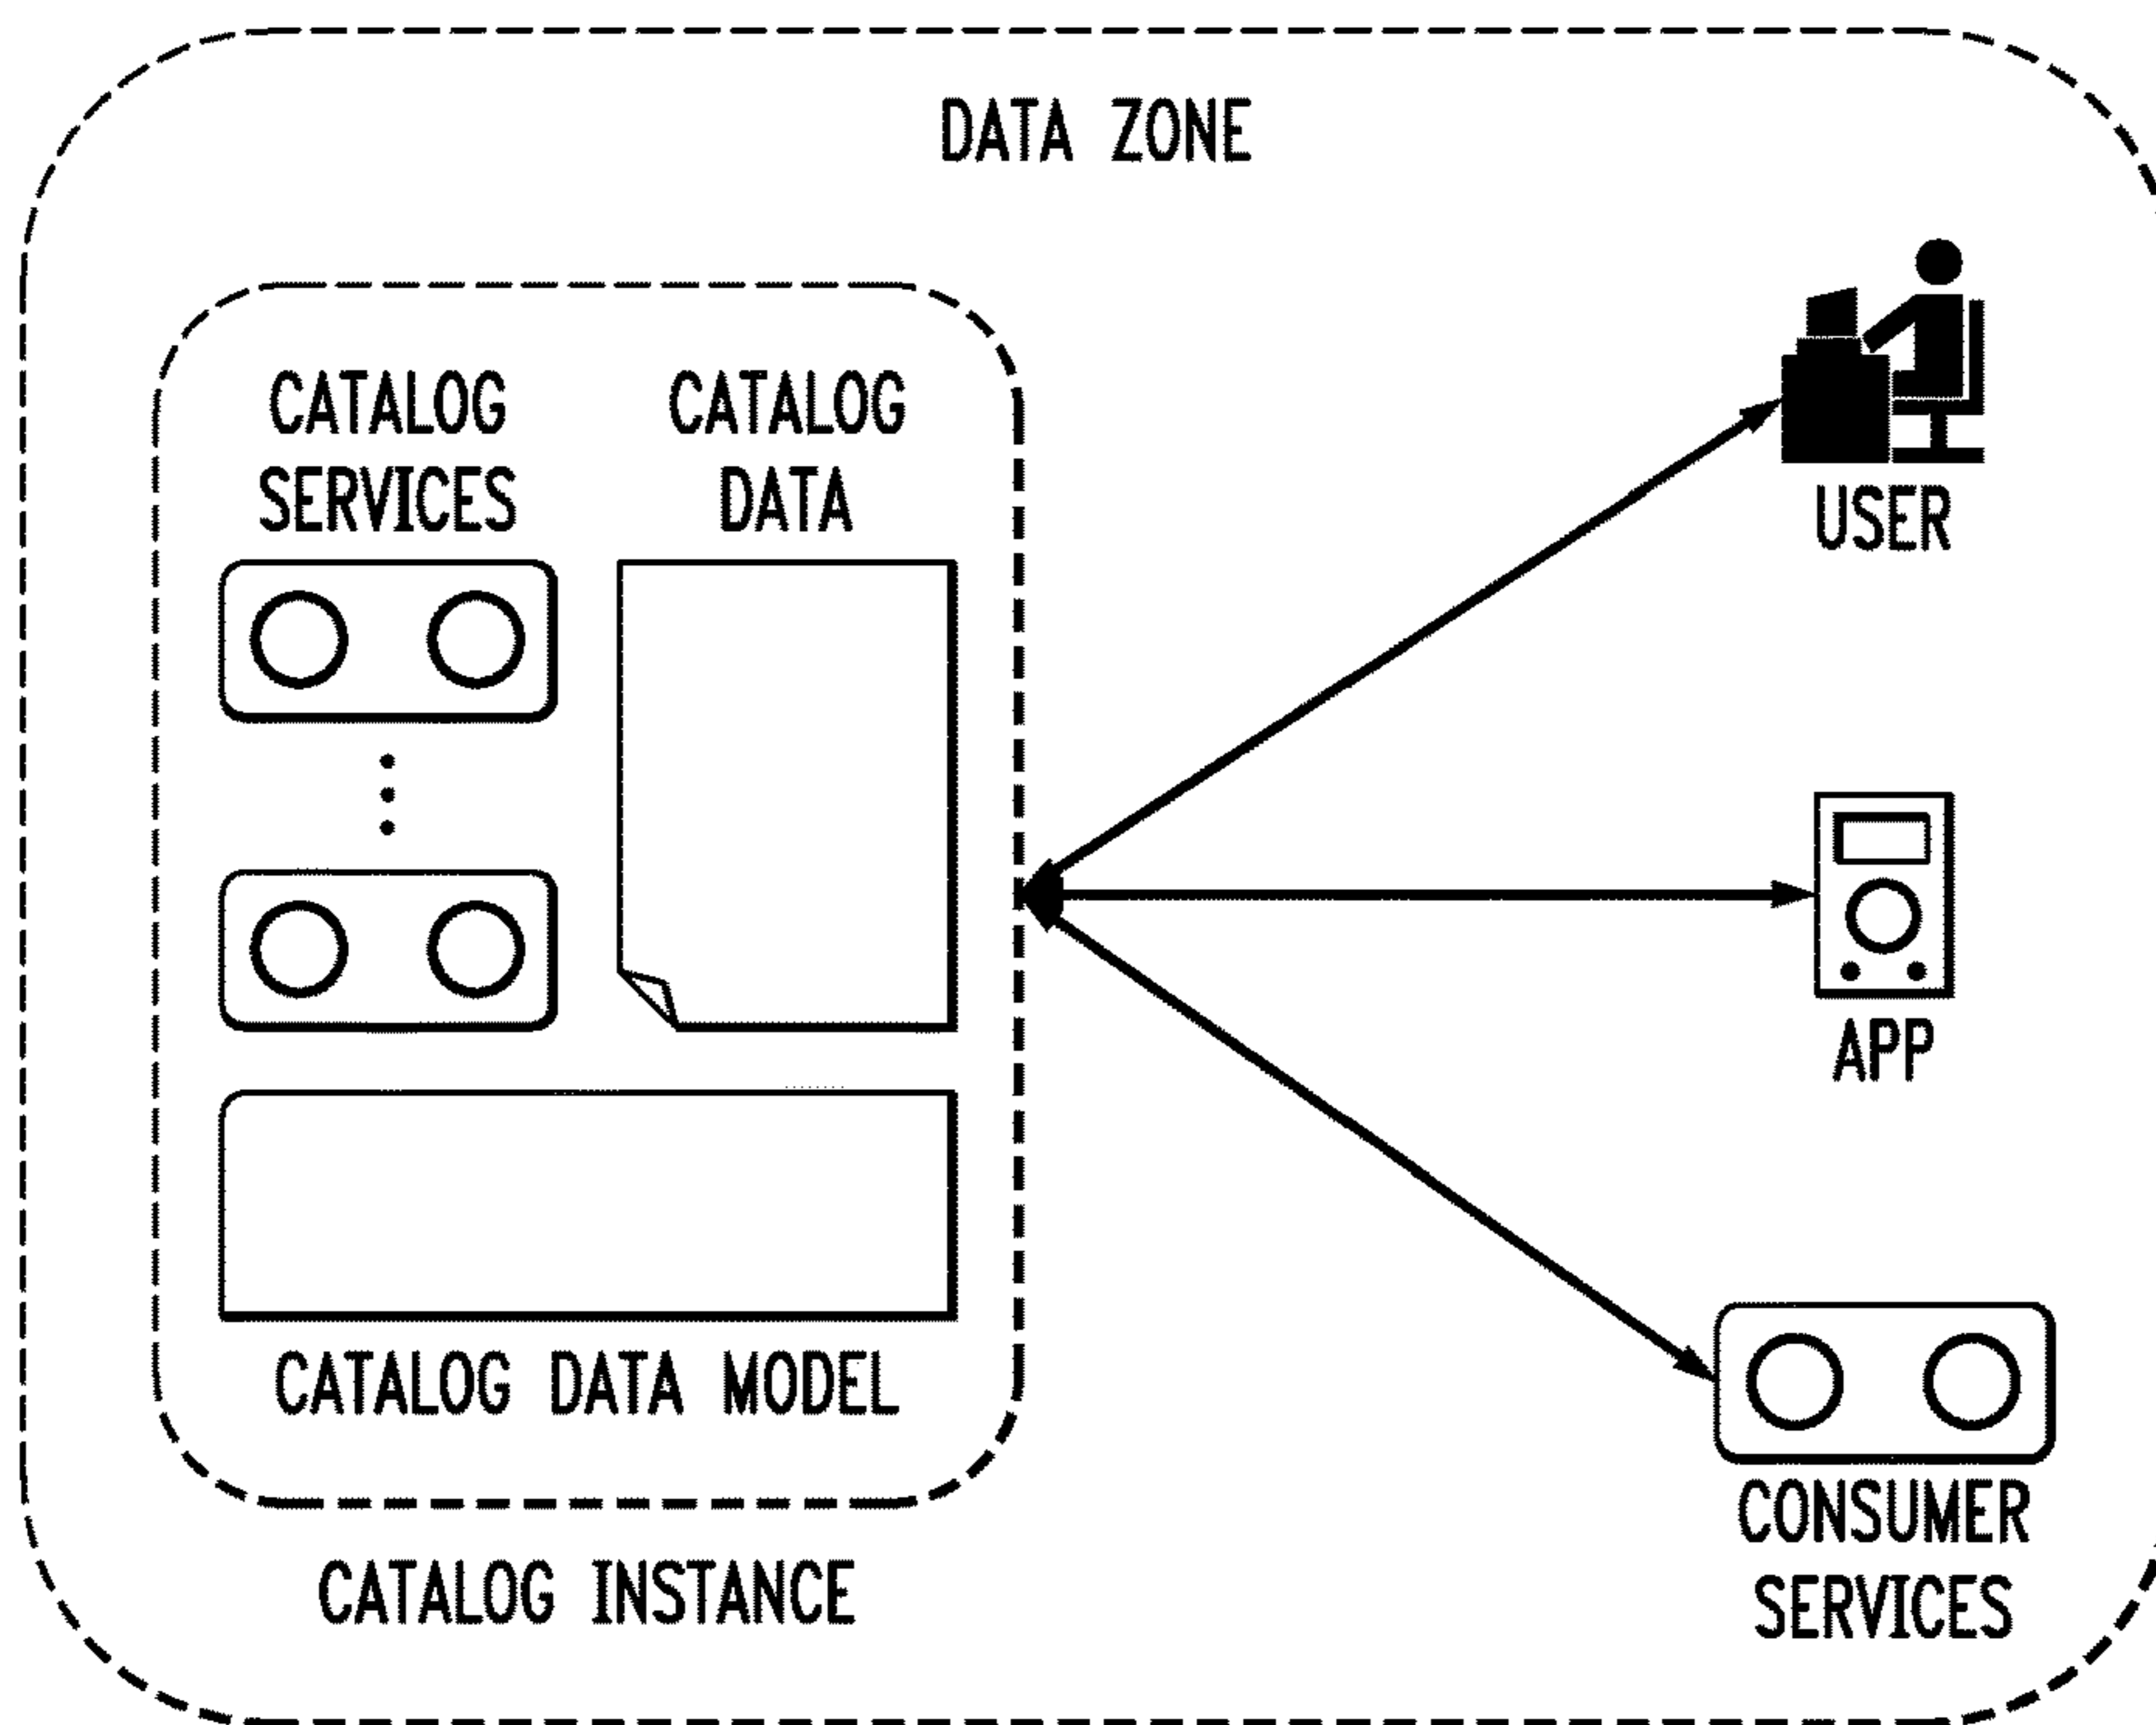 DATA ZONE
CATALOG
SERVICES
CATALOG
DATA
USER
APP
CATALOG DATA MODEL
CONSUMER
SERVICES
CATALOG INSTANCE